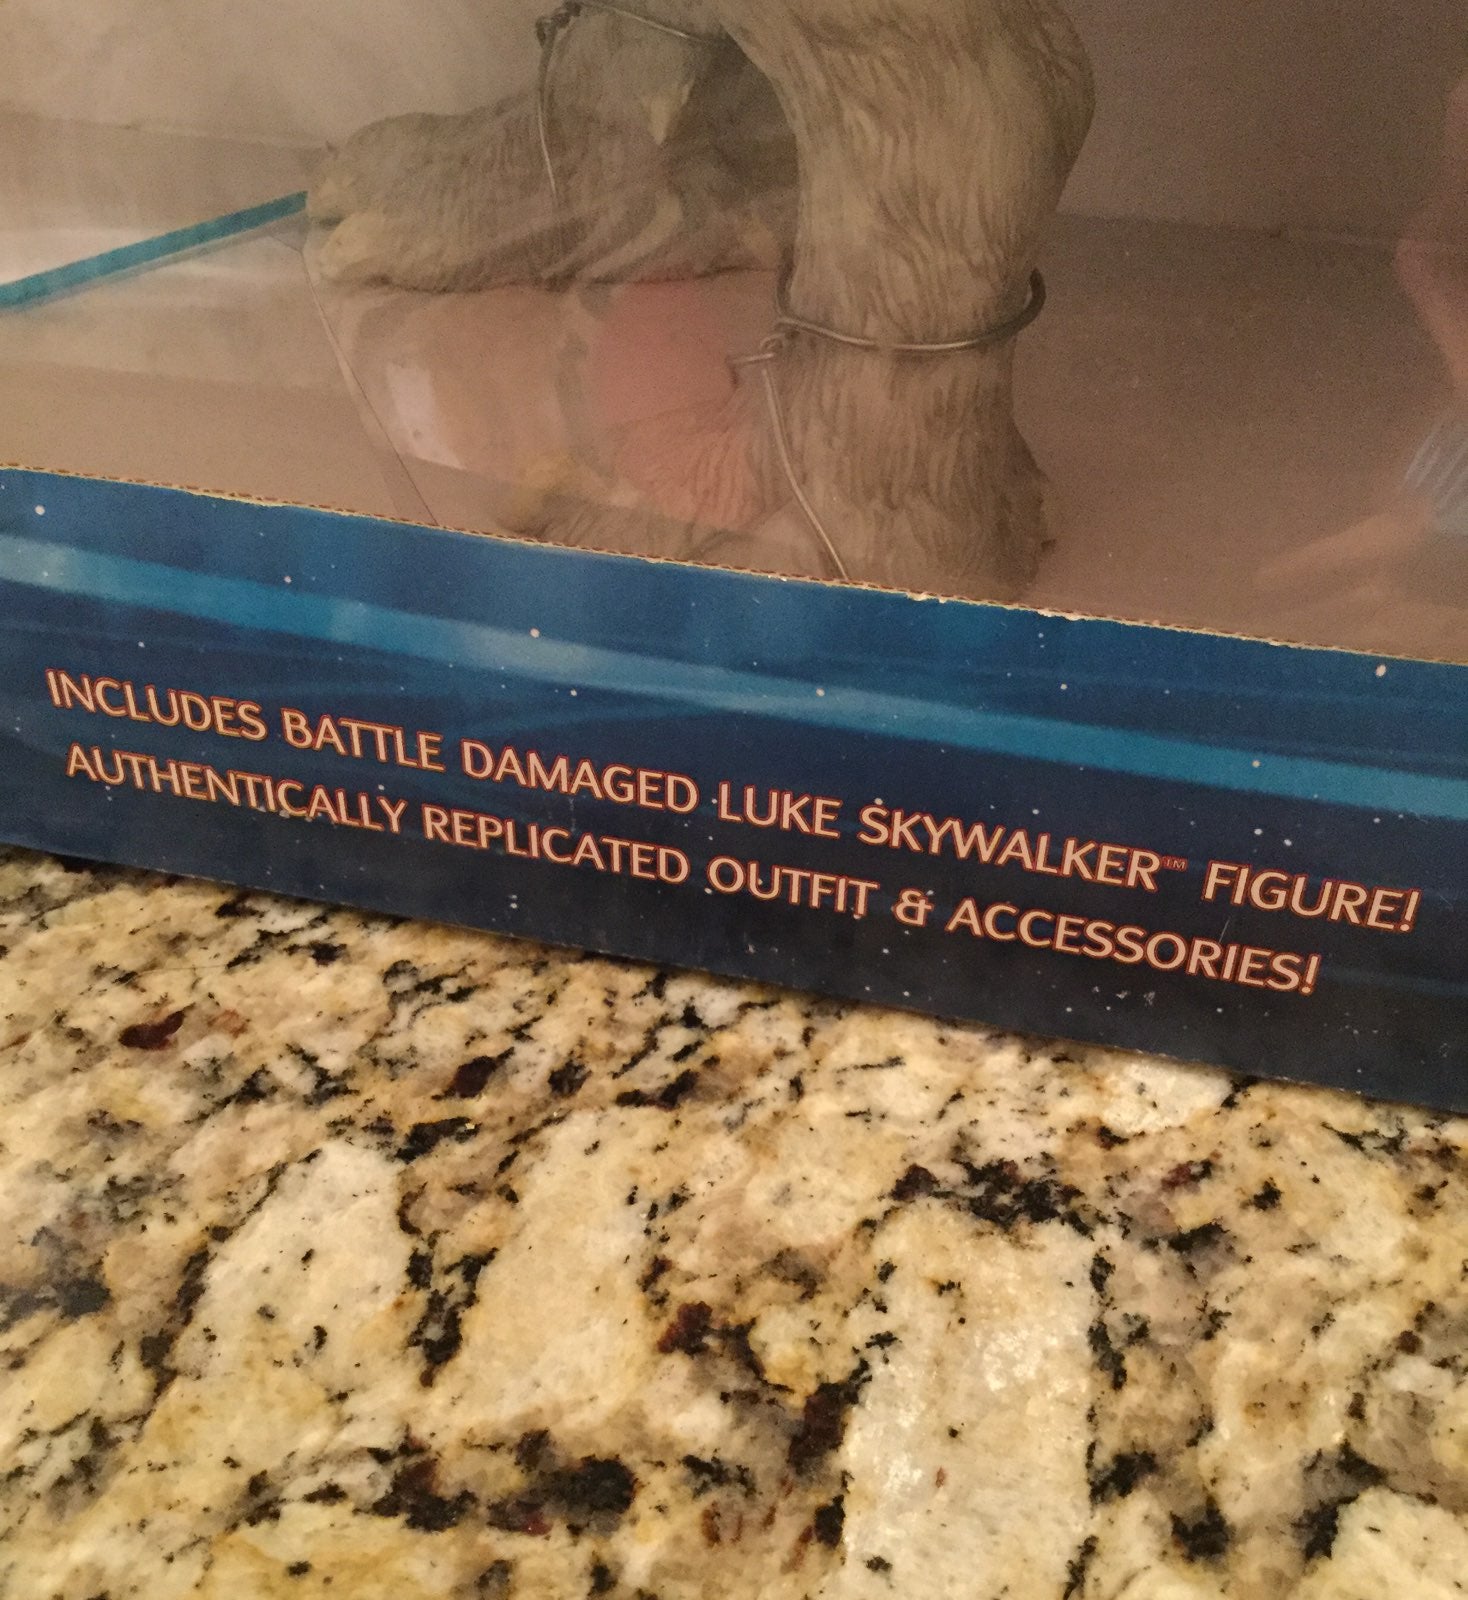 INCLUDES BATTLE DAMAGED LUKE SKYWALKER™ FIGURE!
AUTHENTICALLY REPLICATED OUTFIT & ACCESSORIES!